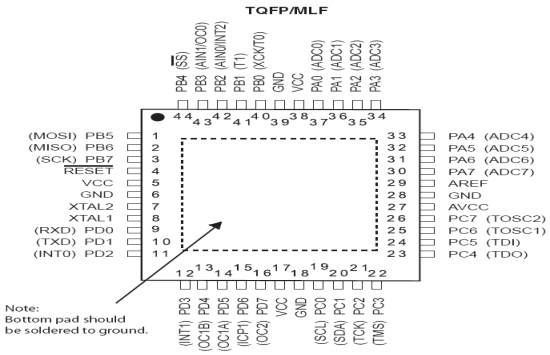 TQFP/MLF
PB4 (SS)
PB3 (AIN1/OC0)
PB2 (AIN0/INT2)
PB1 (T1)
PB0 (XCK/T0)
GND
VCC
PA0 (ADC0)
PA1 (ADC1)
PA2 (ADC2)
PA3 (ADC3)
44 43 42 41 40 39 38 37 36 35 34
(MOSI) PB5 1
(MISO) PB6 2
(SCK) PB7 3
RESET 4
VCC 5
GND 6
XTAL2 7
XTAL1 8
(RXD) PD0 9
(TXD) PD1 10
(INT0) PD2 11
33 PA4 (ADC4)
32 PA5 (ADC5)
31 PA6 (ADC6)
30 PA7 (ADC7)
29 AREF
28 GND
27 AVCC
26 PC7 (TOSC2)
25 PC6 (TOSC1)
24 PC5 (TDI)
23 PC4 (TDO)
12 13 14 15 16 17 18 19 20 21 22
(INT1) PD3
(OC1B) PD4
(OC1A) PD5
(ICP1) PD6
(OC2) PD7
VCC
GND
(SCL) PC0
(SDA) PC1
(TCK) PC2
(TMS) PC3
Note:
Bottom pad should
be soldered to ground.